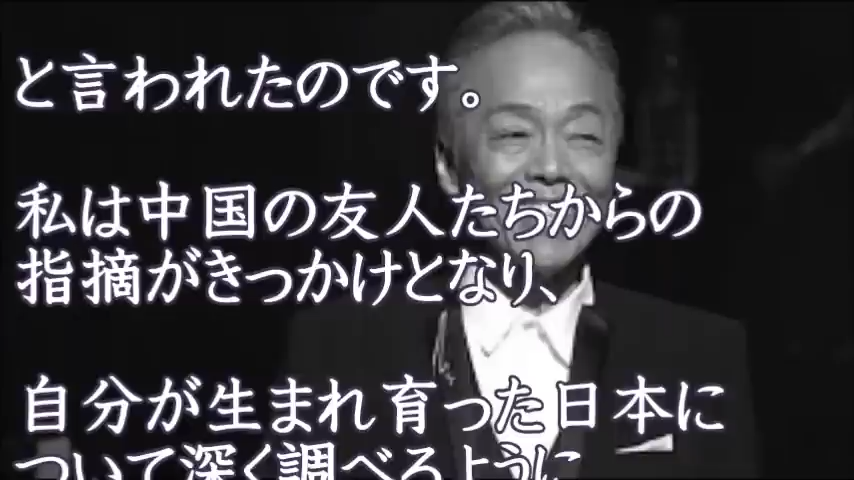 と言われたのです。
私は中国の友人たちからの
指摘がきっかけとなり、
自分が生まれ育った日本に
ついて深く調べるように